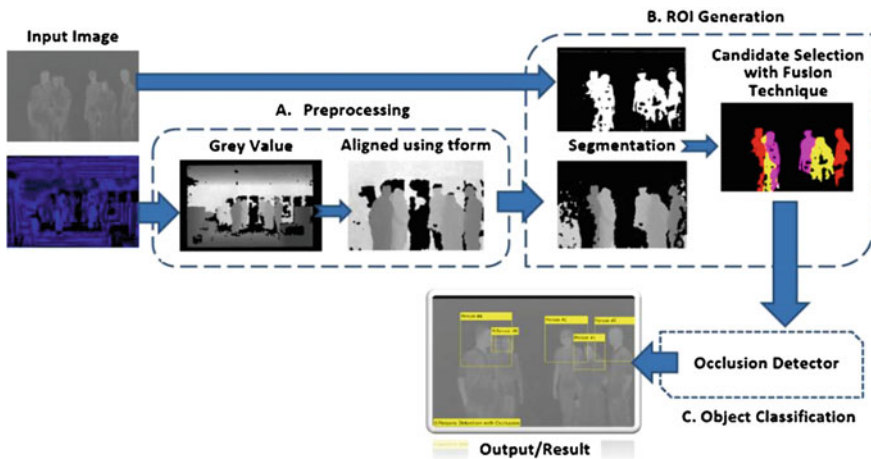 B. ROI Generation
Input Image
Candidate Selection
with Fusion
Technique
A. Preprocessing
Grey Value
Aligned using tform
Segmentation
Occlusion Detector
C. Object Classification
Output/Result